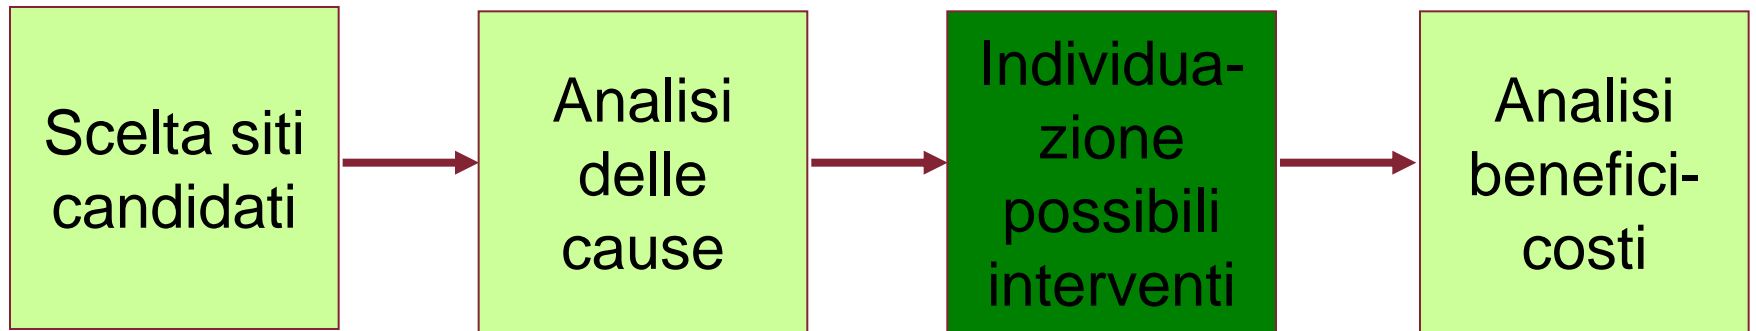 Scelta siti
candidati
Analisi
delle
cause
Individua-
zione
possibili
interventi
Analisi
benefici-
costi